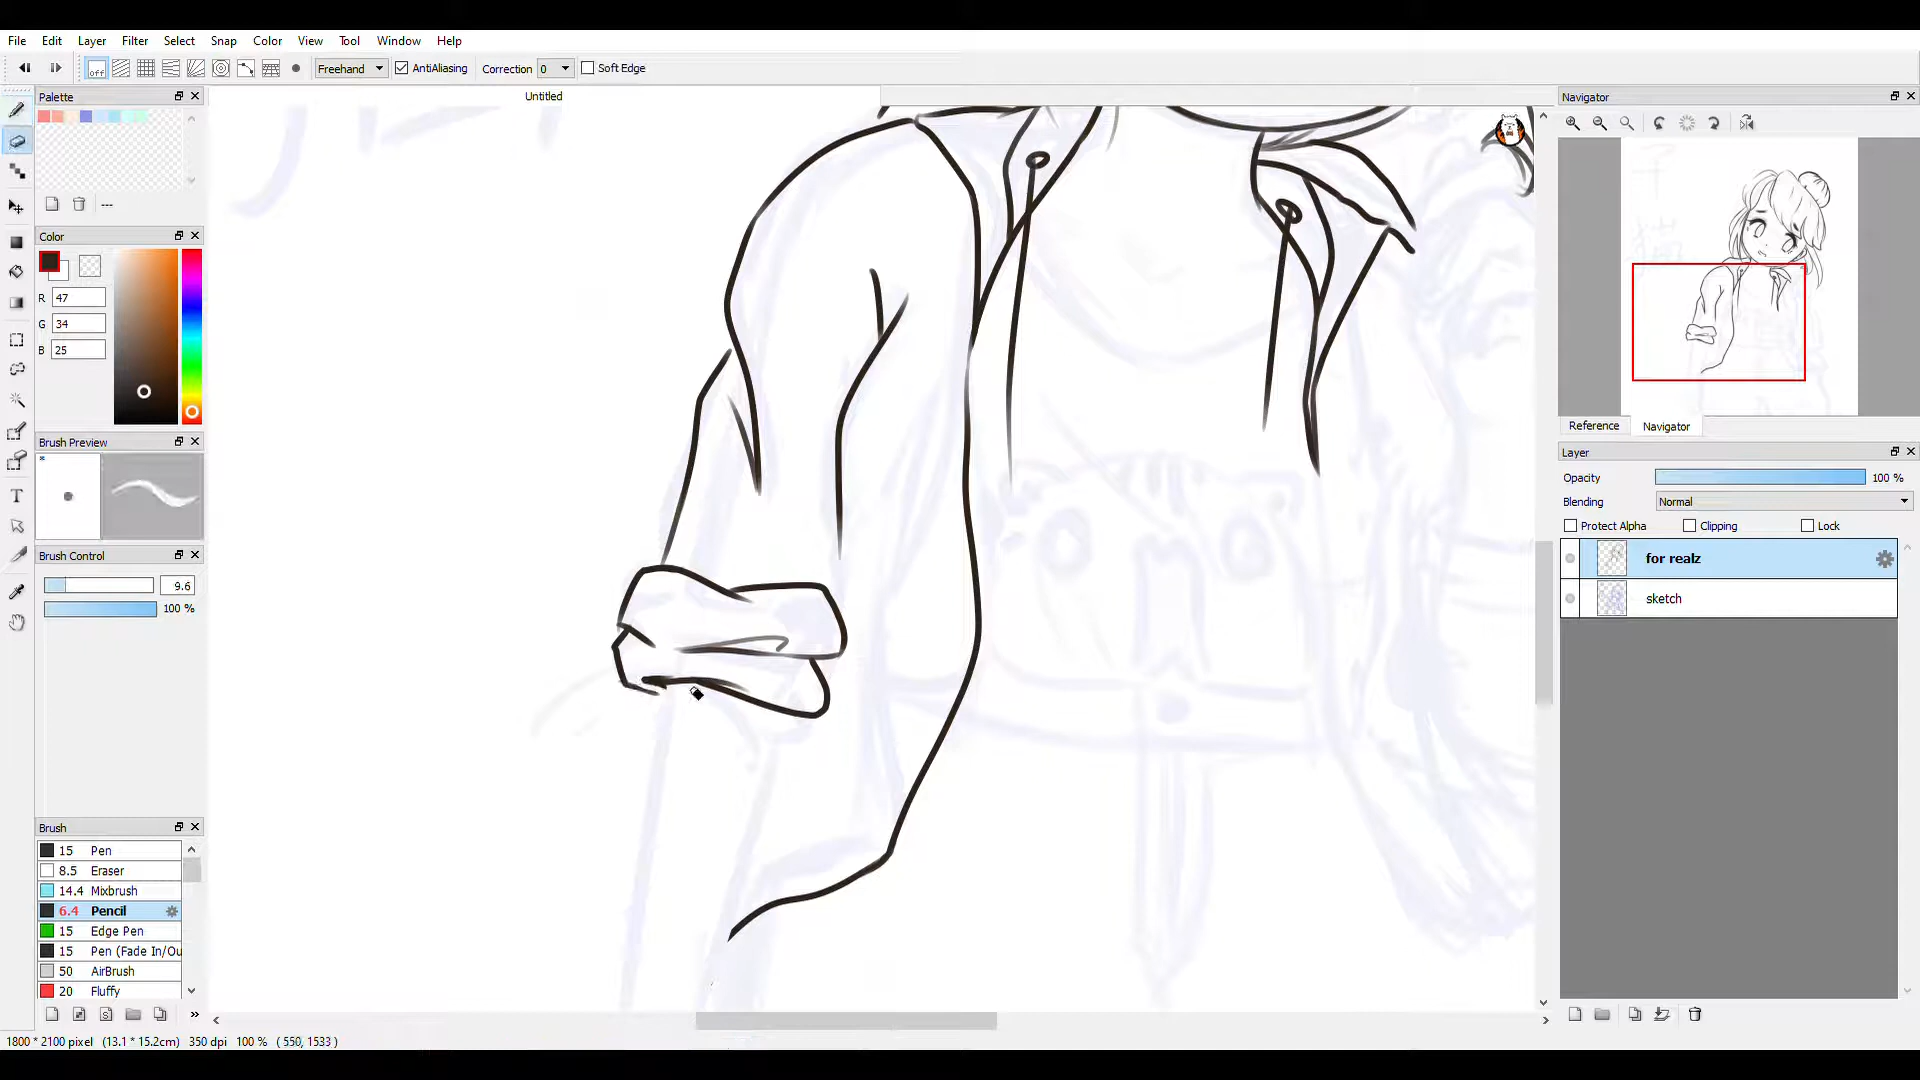 File Edit Layer Filter Select Snap Color View Tool Window Help
off Freehand AntiAliasing Correction 0 Soft Edge
Palette
Untitled
Navigator
---
Color
R 47
G 34
B 25
Brush Preview
Brush Control
9.6
100 %
Reference Navigator
Layer
Opacity 100 %
Blending Normal
Protect Alpha Clipping Lock
for realz
sketch
Brush
15 Pen
8.5 Eraser
14.4 Mixbrush
6.4 Pencil
15 Edge Pen
15 Pen (Fade In/Ou
50 AirBrush
20 Fluffy
T
S
»
1800 * 2100 pixel (13.1 * 15.2cm) 350 dpi 100 % ( 550, 1533 )